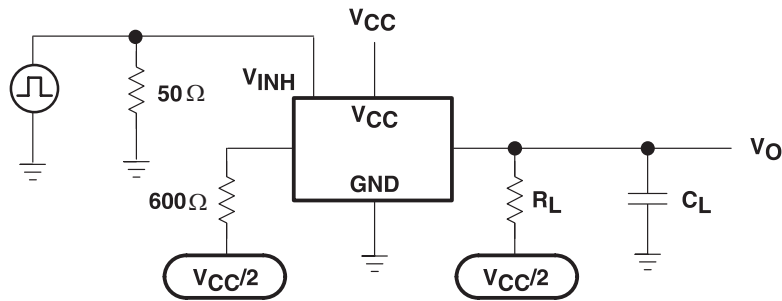 VCC
VINH
50Ω
VCC
GND
VO
600Ω
RL
CL
VCC/2
VCC/2